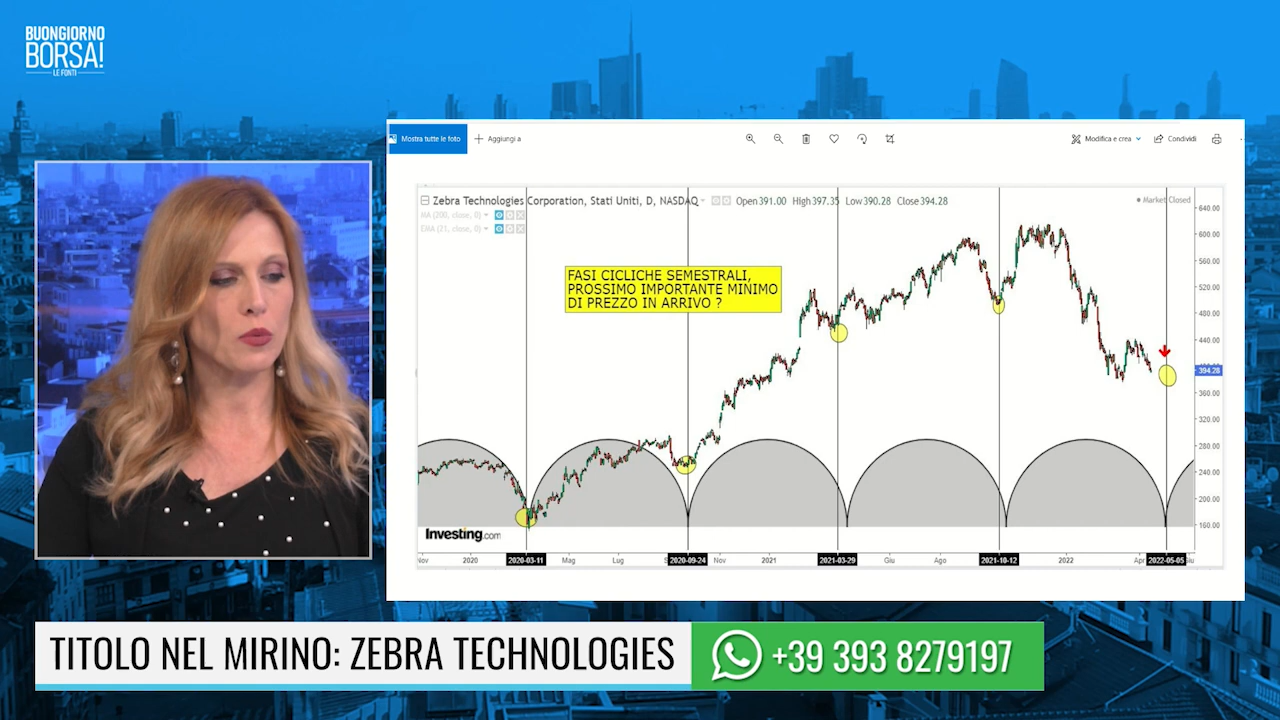 BUONGIORNO
BORSA!
LE FONTI
Mostra tutte le foto
Aggiungi a
Modifica e crea
Condividi
Zebra Technologies Corporation, Stati Uniti, D, NASDAQ
Open 391.00 High 397.35 Low 390.28 Close 394.28
Market Closed
MA (200, close, 0)
EMA (21, close, 0)
FASI CICLICHE SEMESTRALI,
PROSSIMO IMPORTANTE MINIMO
DI PREZZO IN ARRIVO ?
640.00
600.00
560.00
520.00
480.00
440.00
394.28
360.00
320.00
280.00
240.00
200.00
160.00
Investing.com
Nov 2020 2020-03-11 Mag Lug 2020-09-24 Nov 2021 2021-03-29 Giu Ago 2021-10-12 2022 Apr 2022-05-05
TITOLO NEL MIRINO: ZEBRA TECHNOLOGIES
+39 393 8279197